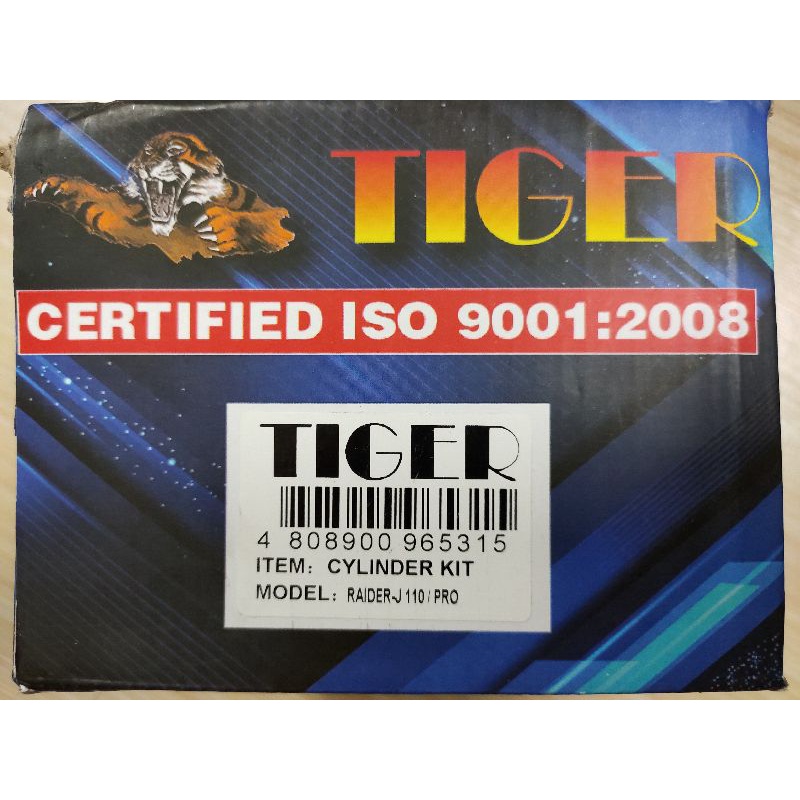 TIGER
CERTIFIED ISO 9001:2008
TIGER
4 808900 965315
ITEM: CYLINDER KIT
MODEL: RAIDER-J 110 / PRO